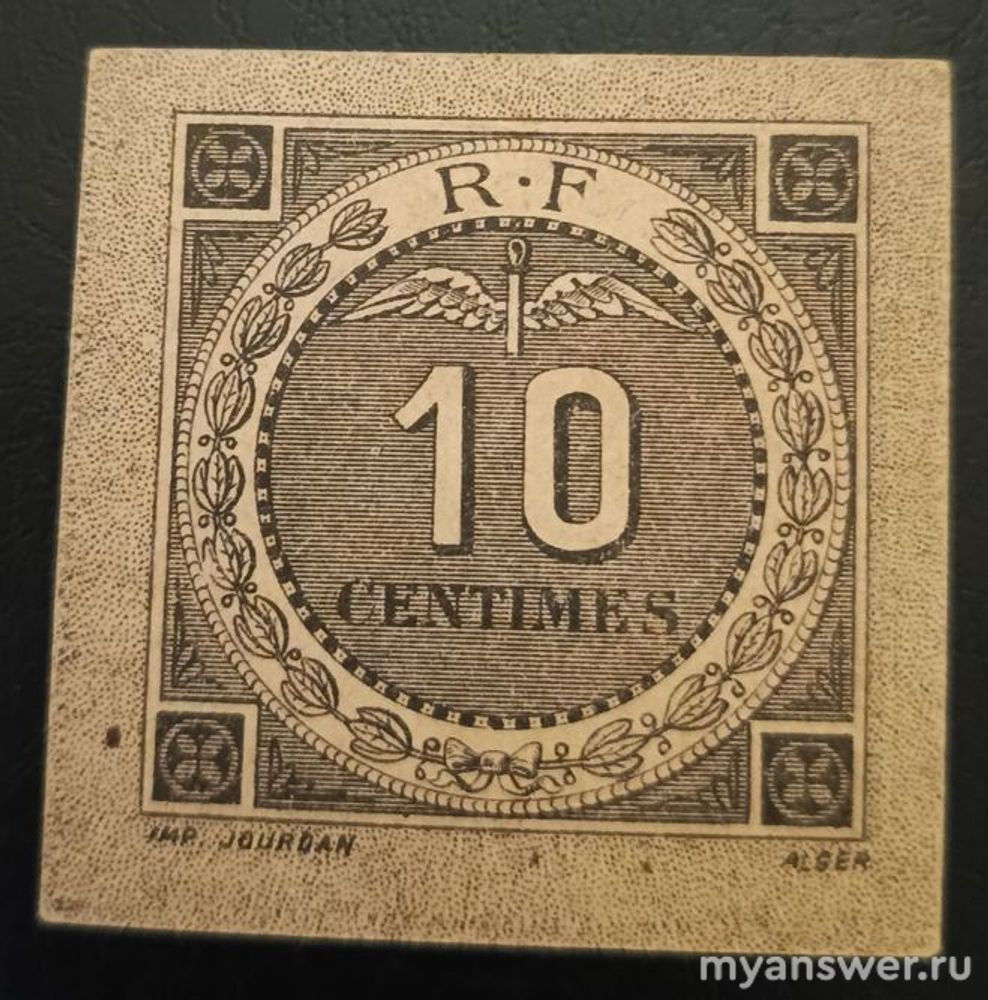 R·F
10
CENTIMES
IMP. JOURDAN
ALGER
myanswer.ru